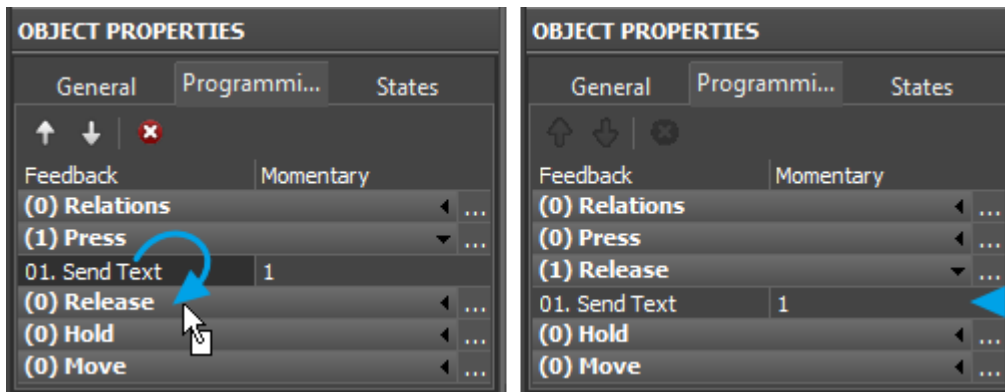 OBJECT PROPERTIES
General Programmi... States
Feedback Momentary
(0) Relations ...
(1) Press ...
01. Send Text 1
(0) Release ...
(0) Hold ...
(0) Move ...
OBJECT PROPERTIES
General Programmi... States
Feedback Momentary
(0) Relations ...
(0) Press ...
(1) Release ...
01. Send Text 1
(0) Hold ...
(0) Move ...